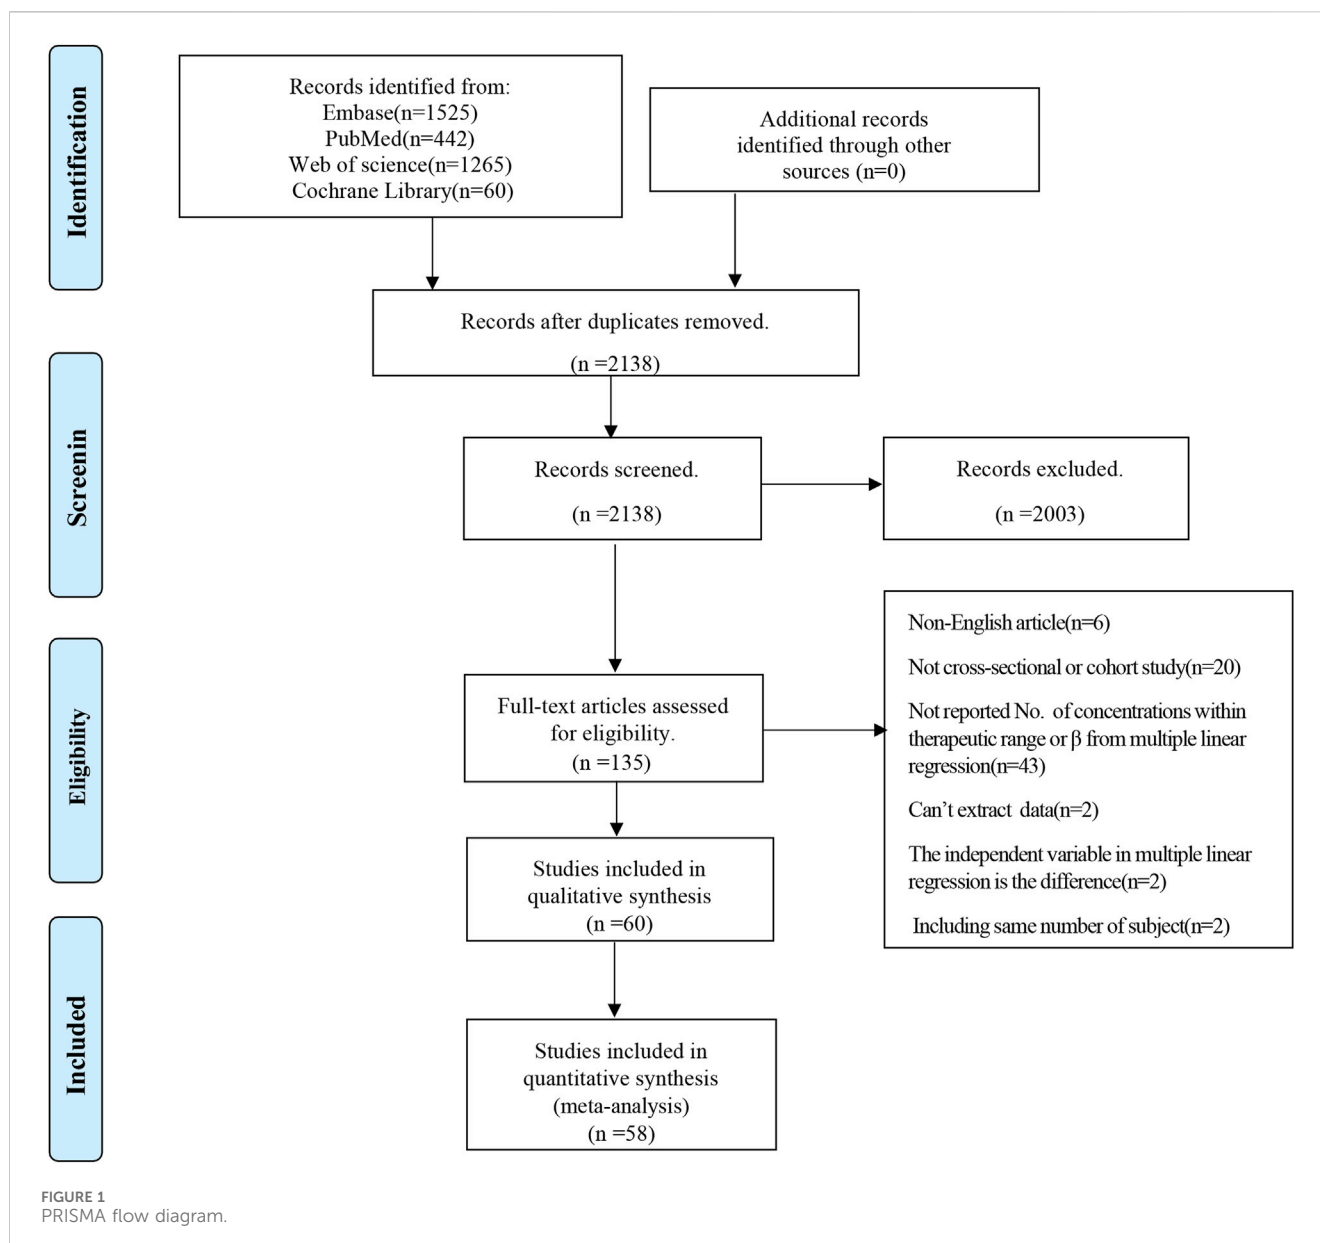 Identification
Records identified from:
Embase(n=1525)
PubMed(n=442)
Web of science(n=1265)
Cochrane Library(n=60)
Additional records
identified through other
sources (n=0)
Records after duplicates removed.
(n =2138)
Screenin
Records screened.
(n =2138)
Records excluded.
(n =2003)
Eligibility
Full-text articles assessed
for eligibility.
(n =135)
Non-English article(n=6)
Not cross-sectional or cohort study(n=20)
Not reported No. of concentrations within
therapeutic range or β from multiple linear
regression(n=43)
Can't extract data(n=2)
The independent variable in multiple linear
regression is the difference(n=2)
Including same number of subject(n=2)
Studies included in
qualitative synthesis
(n =60)
Included
Studies included in
quantitative synthesis
(meta-analysis)
(n =58)
FIGURE 1
PRISMA flow diagram.